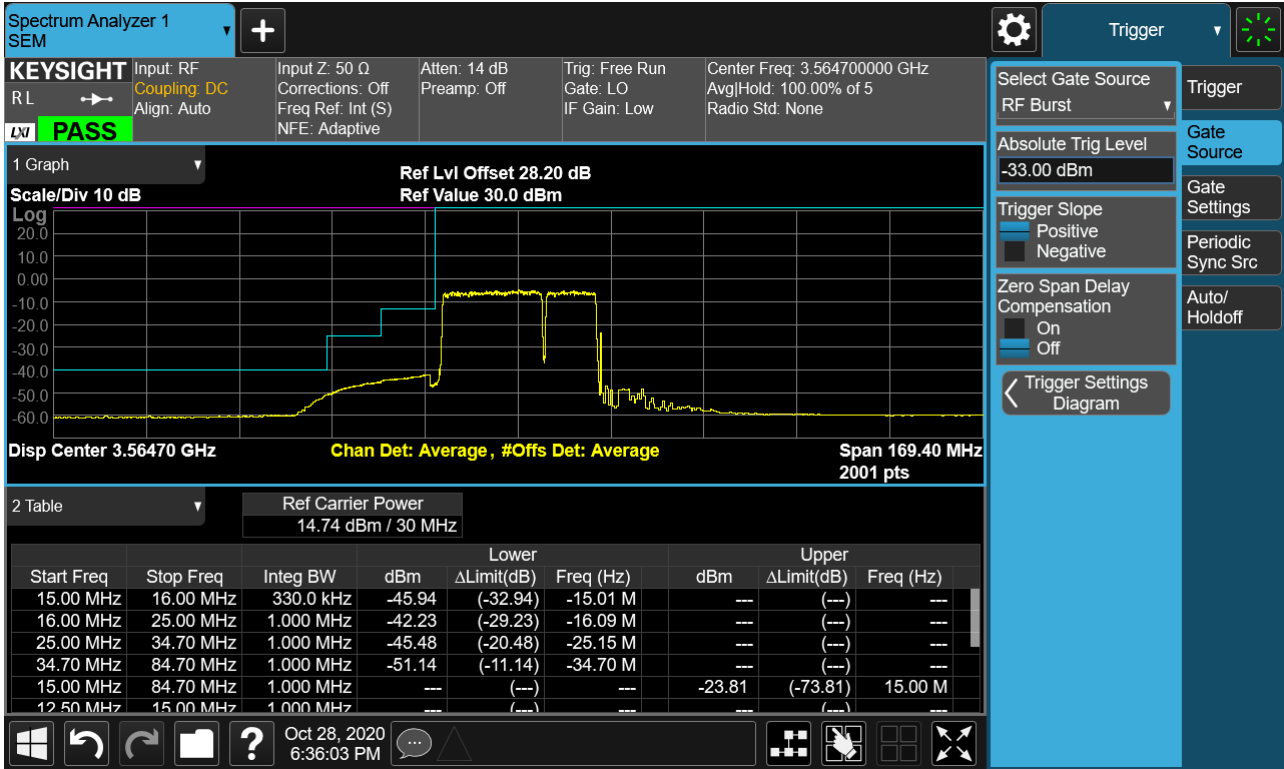 Spectrum Analyzer 1
SEM
Trigger
KEYSIGHT
R L
LXI
PASS
Input: RF
Coupling: DC
Align: Auto
Input Z: 50 Ω
Corrections: Off
Freq Ref: Int (S)
NFE: Adaptive
Atten: 14 dB
Preamp: Off
Trig: Free Run
Gate: LO
IF Gain: Low
Center Freq: 3.564700000 GHz
Avg|Hold: 100.00% of 5
Radio Std: None
1 Graph
Scale/Div 10 dB
Ref Lvl Offset 28.20 dB
Ref Value 30.0 dBm
Log
20.0
10.0
0.00
-10.0
-20.0
-30.0
-40.0
-50.0
-60.0
Disp Center 3.56470 GHz
Chan Det: Average , #Offs Det: Average
Span 169.40 MHz
2001 pts
2 Table
Ref Carrier Power
14.74 dBm / 30 MHz
Lower Upper
Start Freq Stop Freq Integ BW dBm ΔLimit(dB) Freq (Hz) dBm ΔLimit(dB) Freq (Hz)
15.00 MHz 16.00 MHz 330.0 kHz -45.94 (-32.94) -15.01 M --- (---) ---
16.00 MHz 25.00 MHz 1.000 MHz -42.23 (-29.23) -16.09 M --- (---) ---
25.00 MHz 34.70 MHz 1.000 MHz -45.48 (-20.48) -25.15 M --- (---) ---
34.70 MHz 84.70 MHz 1.000 MHz -51.14 (-11.14) -34.70 M --- (---) ---
15.00 MHz 84.70 MHz 1.000 MHz --- (---) --- -23.81 (-73.81) 15.00 M
12.50 MHz 15.00 MHz 1.000 MHz --- (---) --- --- (---) ---
?
Oct 28, 2020
6:36:03 PM
Select Gate Source
RF Burst
Absolute Trig Level
-33.00 dBm
Trigger Slope
Positive
Negative
Zero Span Delay
Compensation
On
Off
Trigger Settings
Diagram
Trigger
Gate
Source
Gate
Settings
Periodic
Sync Src
Auto/
Holdoff